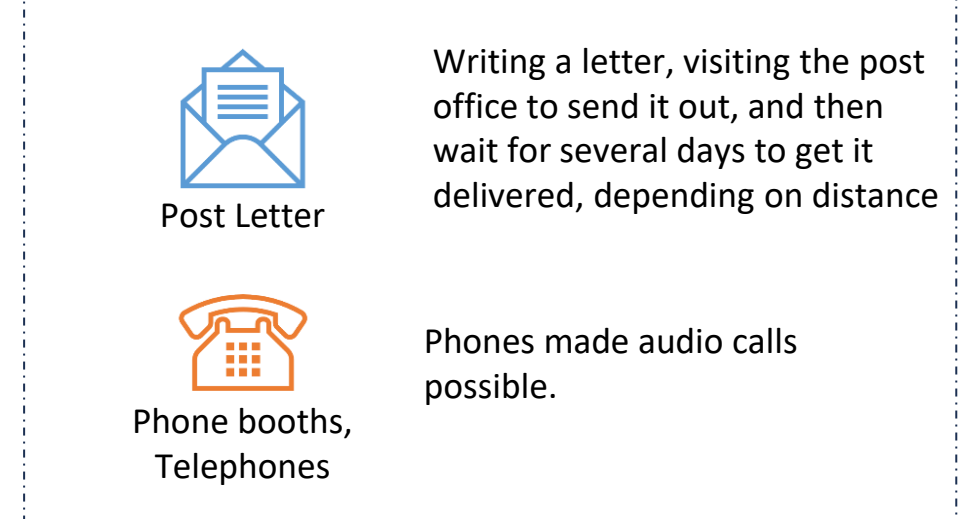 Writing a letter, visiting the post
office to send it out, and then
wait for several days to get it
delivered, depending on distance
Post Letter
Phones made audio calls
possible.
Phone booths,
Telephones